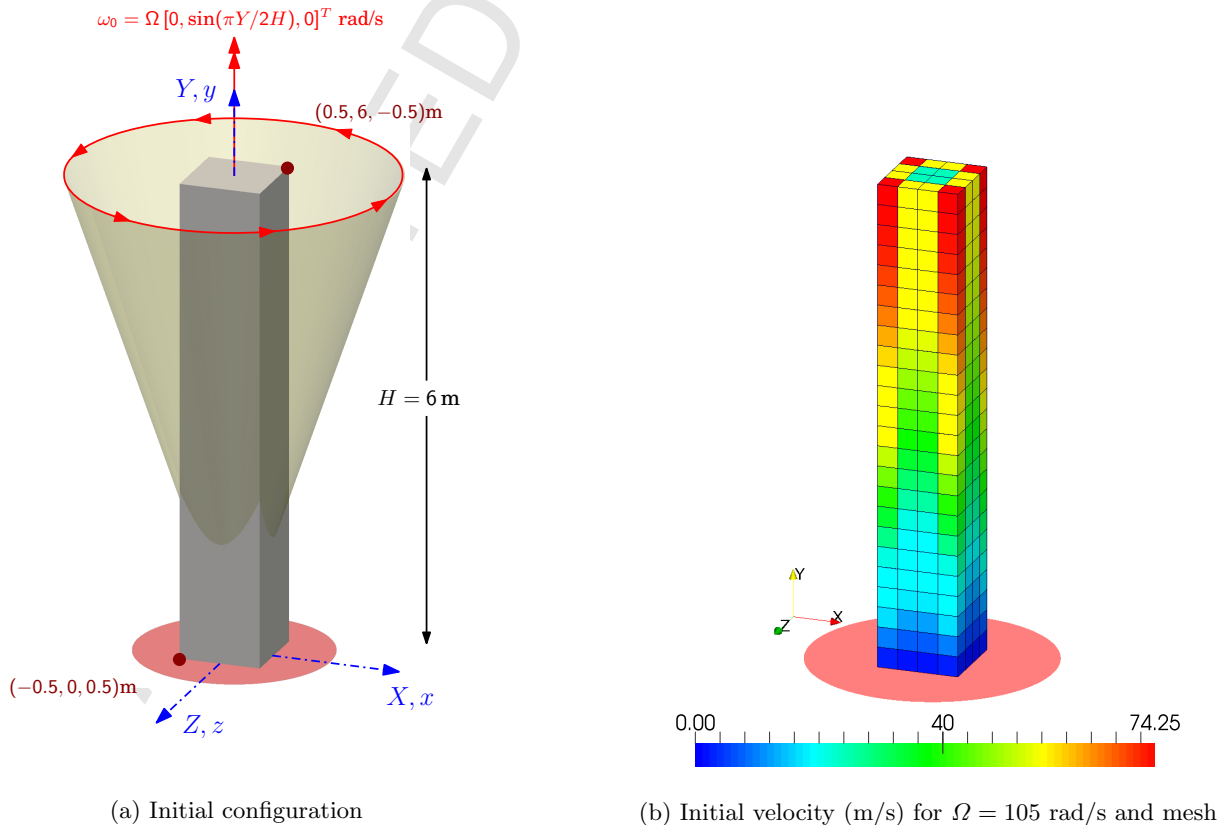 ω₀ = Ω [0, sin(πY/2H), 0]ᵀ rad/s
Y, y
(0.5, 6, −0.5)m
H = 6 m
(−0.5, 0, 0.5)m
X, x
Z, z
(a) Initial configuration
Y
X
Z
0.00 40 74.25
(b) Initial velocity (m/s) for Ω = 105 rad/s and mesh